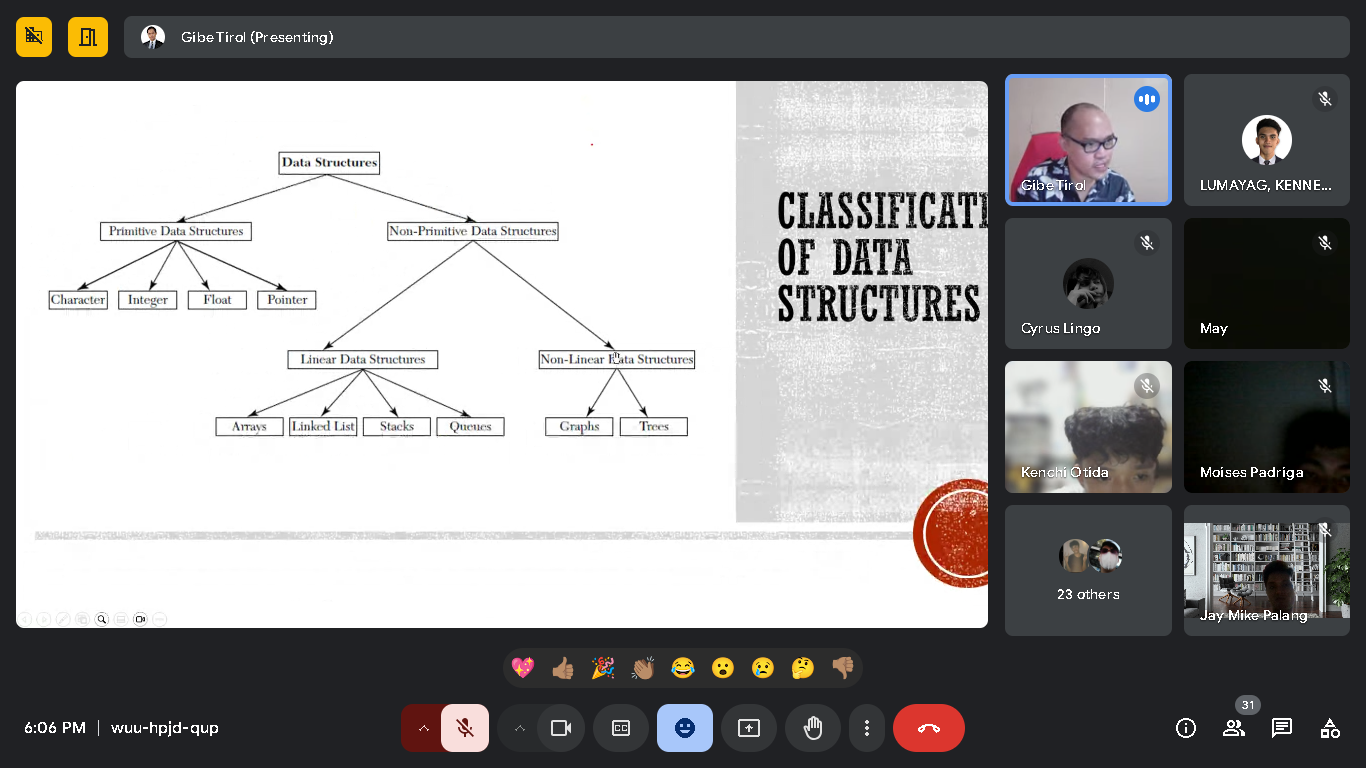 Gibe Tirol (Presenting)
Data Structures
Primitive Data Structures
Non-Primitive Data Structures
Character
Integer
Float
Pointer
Linear Data Structures
Non-Linear Data Structures
Arrays
Linked List
Stacks
Queues
Graphs
Trees
CLASSIFICATI
OF DATA
STRUCTURES
Gibe Tirol
LUMAYAG, KENNE...
Cyrus Lingo
May
Kenchi Otida
Moises Padriga
23 others
Jay Mike Palang
6:06 PM | wuu-hpjd-qup
CC
31